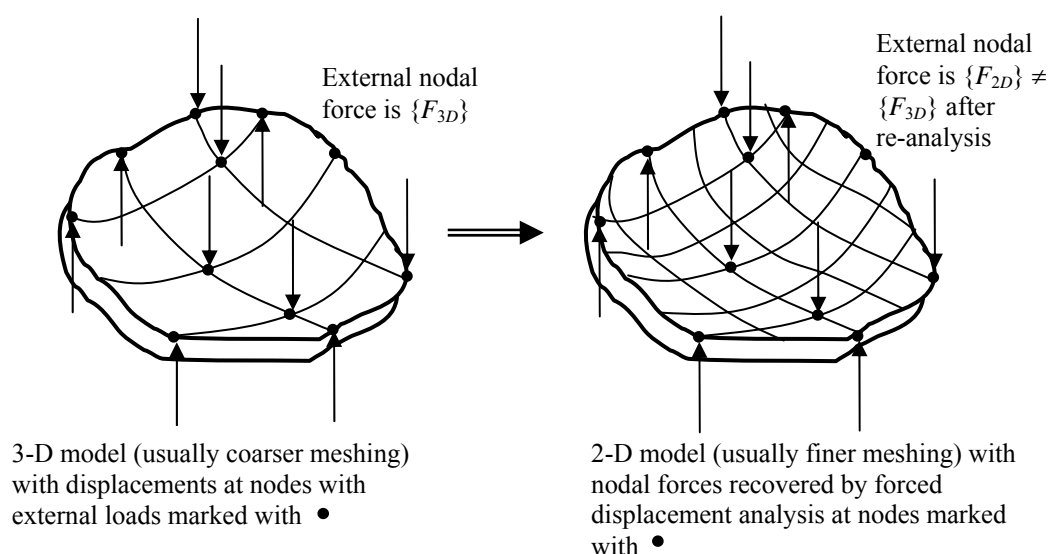 External nodal
force is {F3D}
External nodal
force is {F2D} ≠
{F3D} after
re-analysis
3-D model (usually coarser meshing)
with displacements at nodes with
external loads marked with •
2-D model (usually finer meshing) with
nodal forces recovered by forced
displacement analysis at nodes marked
with •